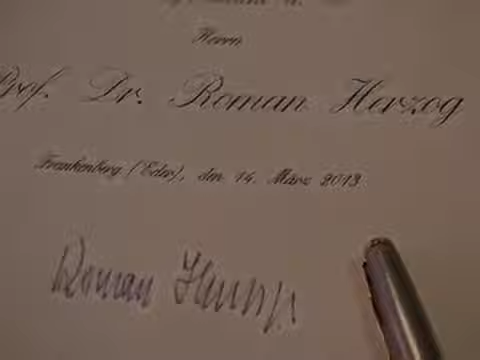 Herrn
Prof. Dr. Roman Herzog
Frankenberg (Eder), den 14. März 2013
Roman Herzog